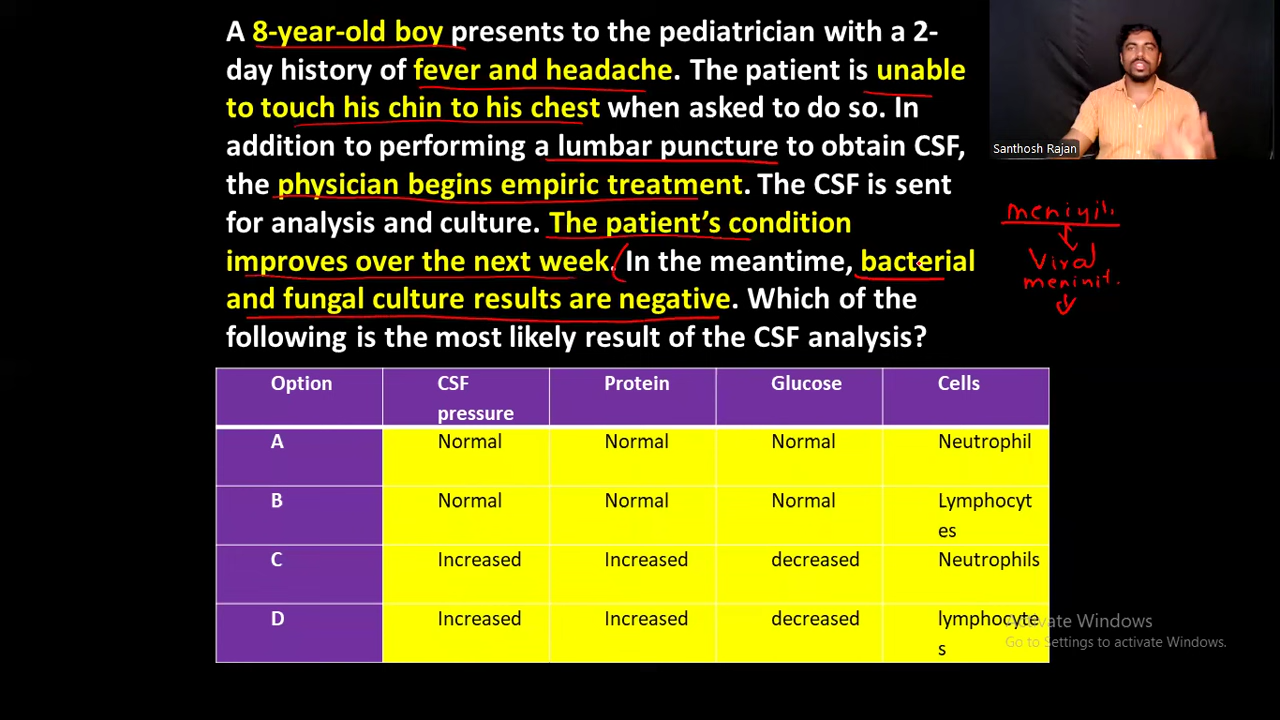 A 8-year-old boy presents to the pediatrician with a 2-
day history of fever and headache. The patient is unable
to touch his chin to his chest when asked to do so. In
addition to performing a lumbar puncture to obtain CSF,
the physician begins empiric treatment. The CSF is sent
for analysis and culture. The patient's condition
improves over the next week. In the meantime, bacterial
and fungal culture results are negative. Which of the
following is the most likely result of the CSF analysis?
Santhosh Rajan
Viral
Option CSF pressure Protein Glucose Cells
A Normal Normal Normal Neutrophil
B Normal Normal Normal Lymphocyt
es
C Increased Increased decreased Neutrophils
D Increased Increased decreased lymphocyte
s
Activate Windows
Go to Settings to activate Windows.